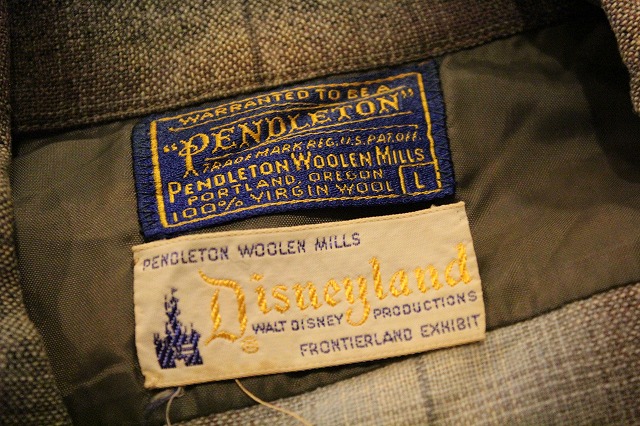 WARRANTED TO BE A
"PENDLETON"
TRADE MARK REG. U.S. PAT. OFF.
PENDLETON WOOLEN MILLS
PORTLAND, OREGON
100% VIRGIN WOOL L
PENDLETON WOOLEN MILLS
Disneyland
WALT DISNEY PRODUCTIONS
FRONTIERLAND EXHIBIT